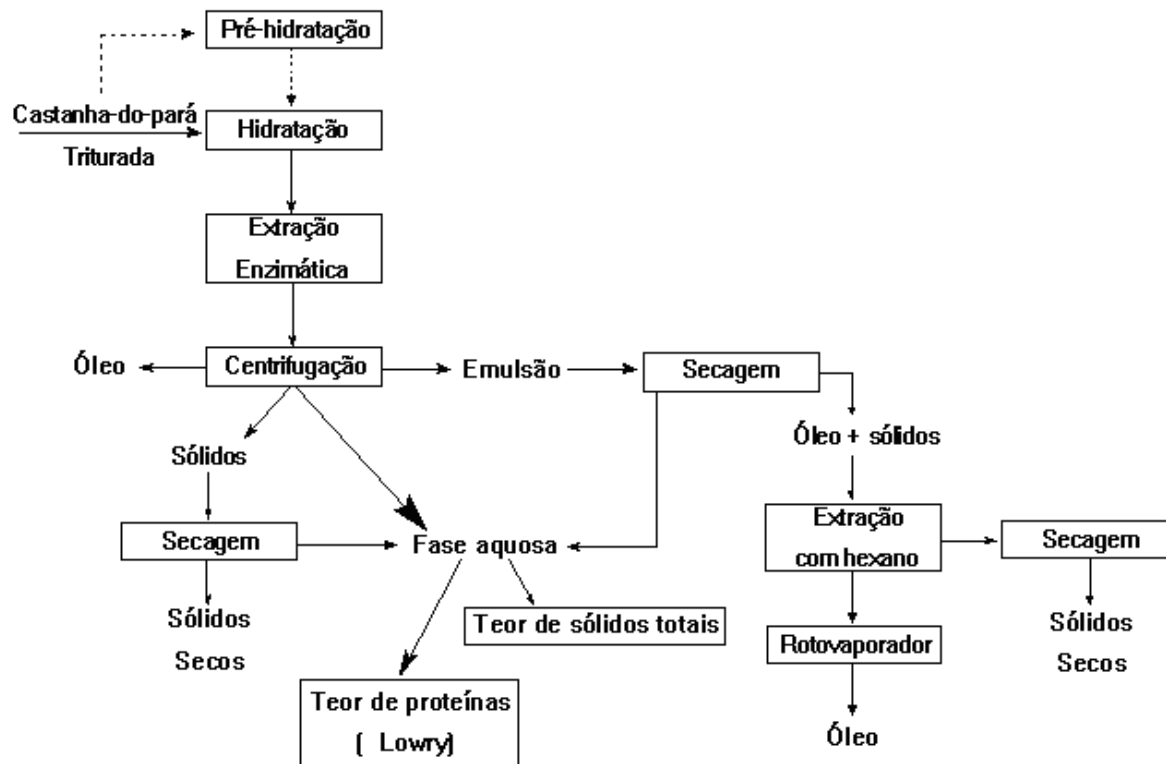 Pré-hidratação
Castanha-do-pará
Triturada
Hidratação
Extração
Enzimática
Óleo
Centrifugação
Emulsão
Secagem
Óleo + sólidos
Sólidos
Secagem
Fase aquosa
Extração
com hexano
Secagem
Sólidos
Secos
Teor de sólidos totais
Rotovaporador
Sólidos
Secos
Teor de proteínas
( Lowry)
Óleo